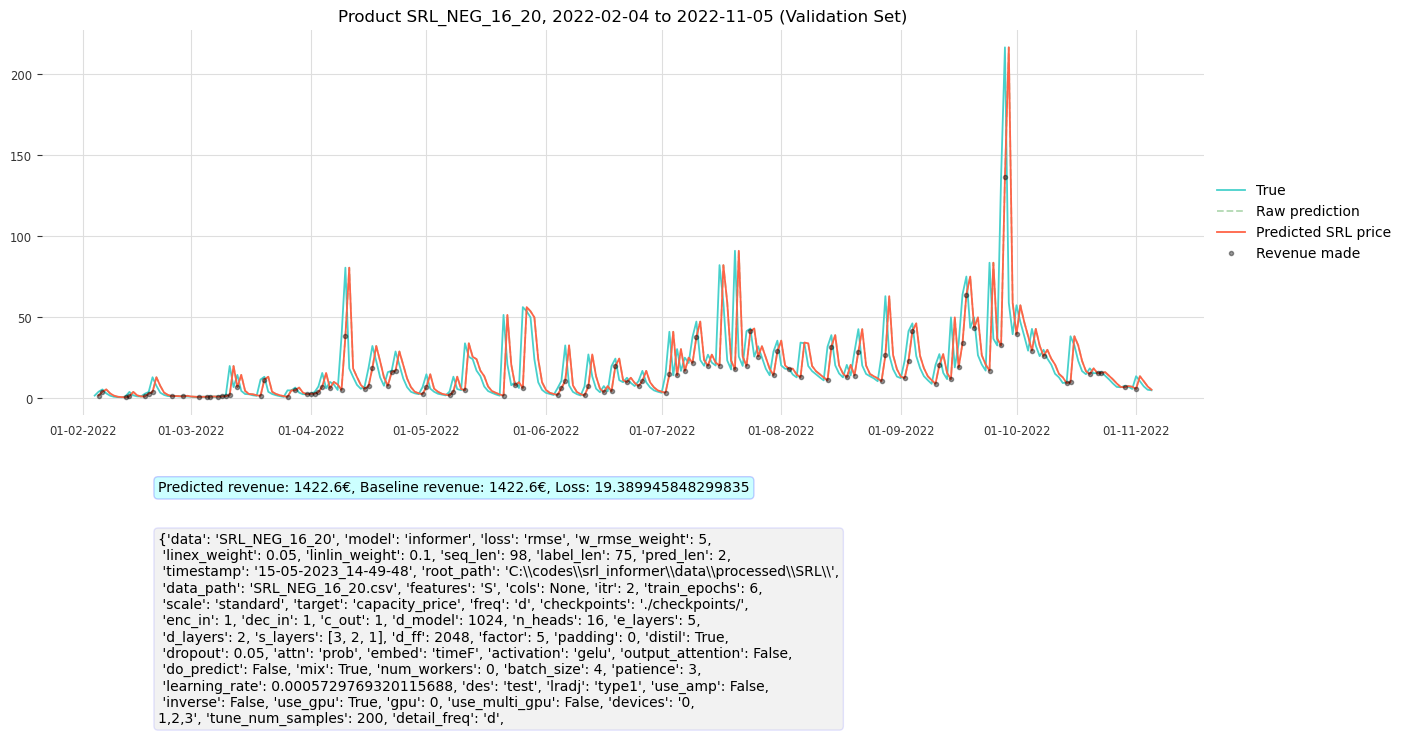 Product SRL_NEG_16_20, 2022-02-04 to 2022-11-05 (Validation Set)
200
150
100
50
0
01-02-2022 01-03-2022 01-04-2022 01-05-2022 01-06-2022 01-07-2022 01-08-2022 01-09-2022 01-10-2022 01-11-2022
True
Raw prediction
Predicted SRL price
Revenue made
Predicted revenue: 1422.6€, Baseline revenue: 1422.6€, Loss: 19.389945848299835
{'data': 'SRL_NEG_16_20', 'model': 'informer', 'loss': 'rmse', 'w_rmse_weight': 5,
'linex_weight': 0.05, 'linlin_weight': 0.1, 'seq_len': 98, 'label_len': 75, 'pred_len': 2,
'timestamp': '15-05-2023_14-49-48', 'root_path': 'C:\\codes\\srl_informer\\data\\processed\\SRL\\',
'data_path': 'SRL_NEG_16_20.csv', 'features': 'S', 'cols': None, 'itr': 2, 'train_epochs': 6,
'scale': 'standard', 'target': 'capacity_price', 'freq': 'd', 'checkpoints': './checkpoints/',
'enc_in': 1, 'dec_in': 1, 'c_out': 1, 'd_model': 1024, 'n_heads': 16, 'e_layers': 5,
'd_layers': 2, 's_layers': [3, 2, 1], 'd_ff': 2048, 'factor': 5, 'padding': 0, 'distil': True,
'dropout': 0.05, 'attn': 'prob', 'embed': 'timeF', 'activation': 'gelu', 'output_attention': False,
'do_predict': False, 'mix': True, 'num_workers': 0, 'batch_size': 4, 'patience': 3,
'learning_rate': 0.0005729769320115688, 'des': 'test', 'lradj': 'type1', 'use_amp': False,
'inverse': False, 'use_gpu': True, 'gpu': 0, 'use_multi_gpu': False, 'devices': '0,
1,2,3', 'tune_num_samples': 200, 'detail_freq': 'd',